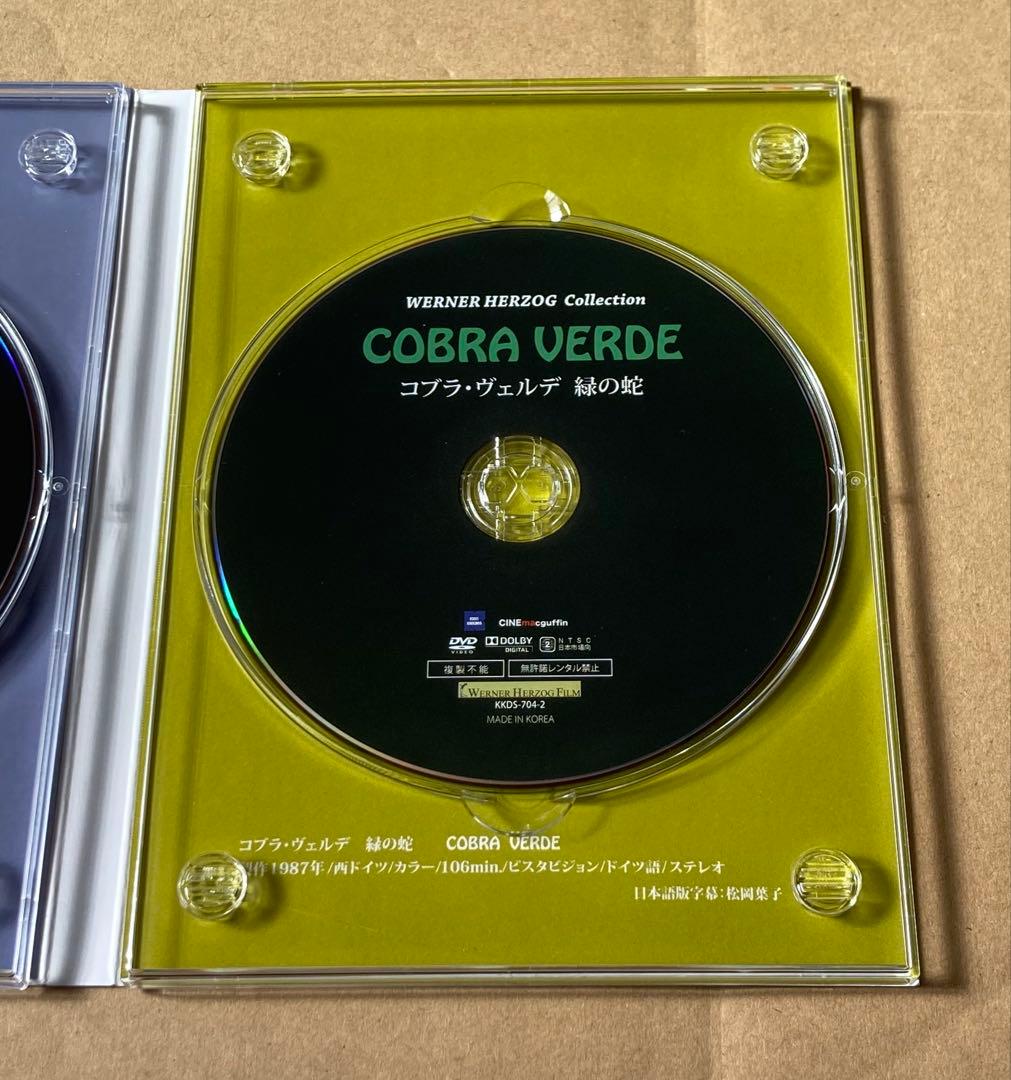 WERNER HERZOG Collection
COBRA VERDE
コブラ・ヴェルデ 緑の蛇
CINEmacguffin
DVD VIDEO DOLBY DIGITAL 2 NTSC 日本市場向
複製不能 無許諾レンタル禁止
WERNER HERZOG FILM
KKDS-704-2
MADE IN KOREA
コブラ・ヴェルデ 緑の蛇 COBRA VERDE
1987年/西ドイツ/カラー/106min./ビスタビジョン/ドイツ語/ステレオ
日本語版字幕:松岡葉子